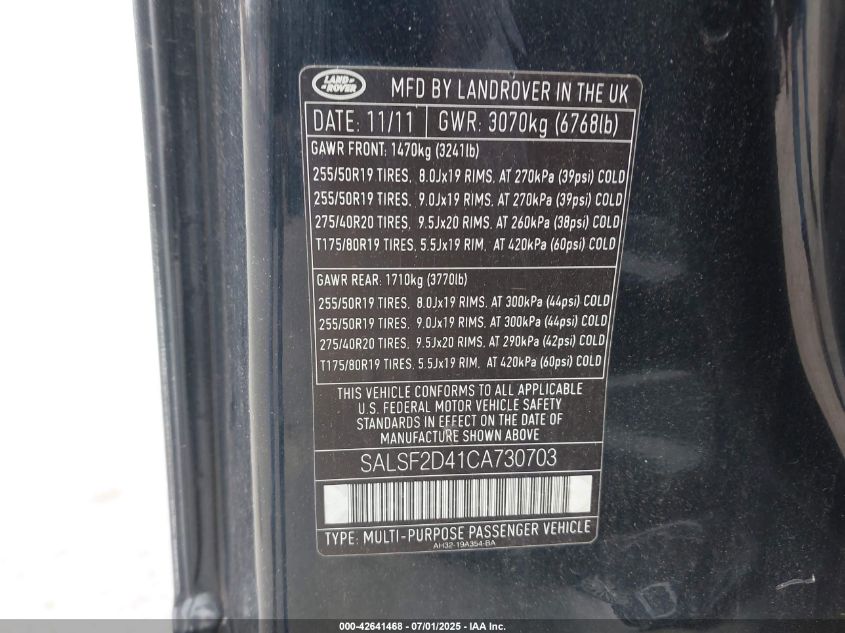 LAND ROVER
MFD BY LANDROVER IN THE UK
DATE: 11/11 GWR: 3070kg (6768lb)
GAWR FRONT: 1470kg (3241lb)
255/50R19 TIRES, 8.0Jx19 RIMS, AT 270kPa (39psi) COLD
255/50R19 TIRES, 9.0Jx19 RIMS, AT 270kPa (39psi) COLD
275/40R20 TIRES, 9.5Jx20 RIMS, AT 260kPa (38psi) COLD
T175/80R19 TIRES, 5.5Jx19 RIM, AT 420kPa (60psi) COLD
GAWR REAR: 1710kg (3770lb)
255/50R19 TIRES, 8.0Jx19 RIMS, AT 300kPa (44psi) COLD
255/50R19 TIRES, 9.0Jx19 RIMS, AT 300kPa (44psi) COLD
275/40R20 TIRES, 9.5Jx20 RIMS, AT 290kPa (42psi) COLD
T175/80R19 TIRES, 5.5Jx19 RIM, AT 420kPa (60psi) COLD
THIS VEHICLE CONFORMS TO ALL APPLICABLE
U.S. FEDERAL MOTOR VEHICLE SAFETY
STANDARDS IN EFFECT ON THE DATE OF
MANUFACTURE SHOWN ABOVE
SALSF2D41CA730703
TYPE: MULTI-PURPOSE PASSENGER VEHICLE
AH32-19A354-BA
000-42641468 - 07/01/2025 - IAA Inc.